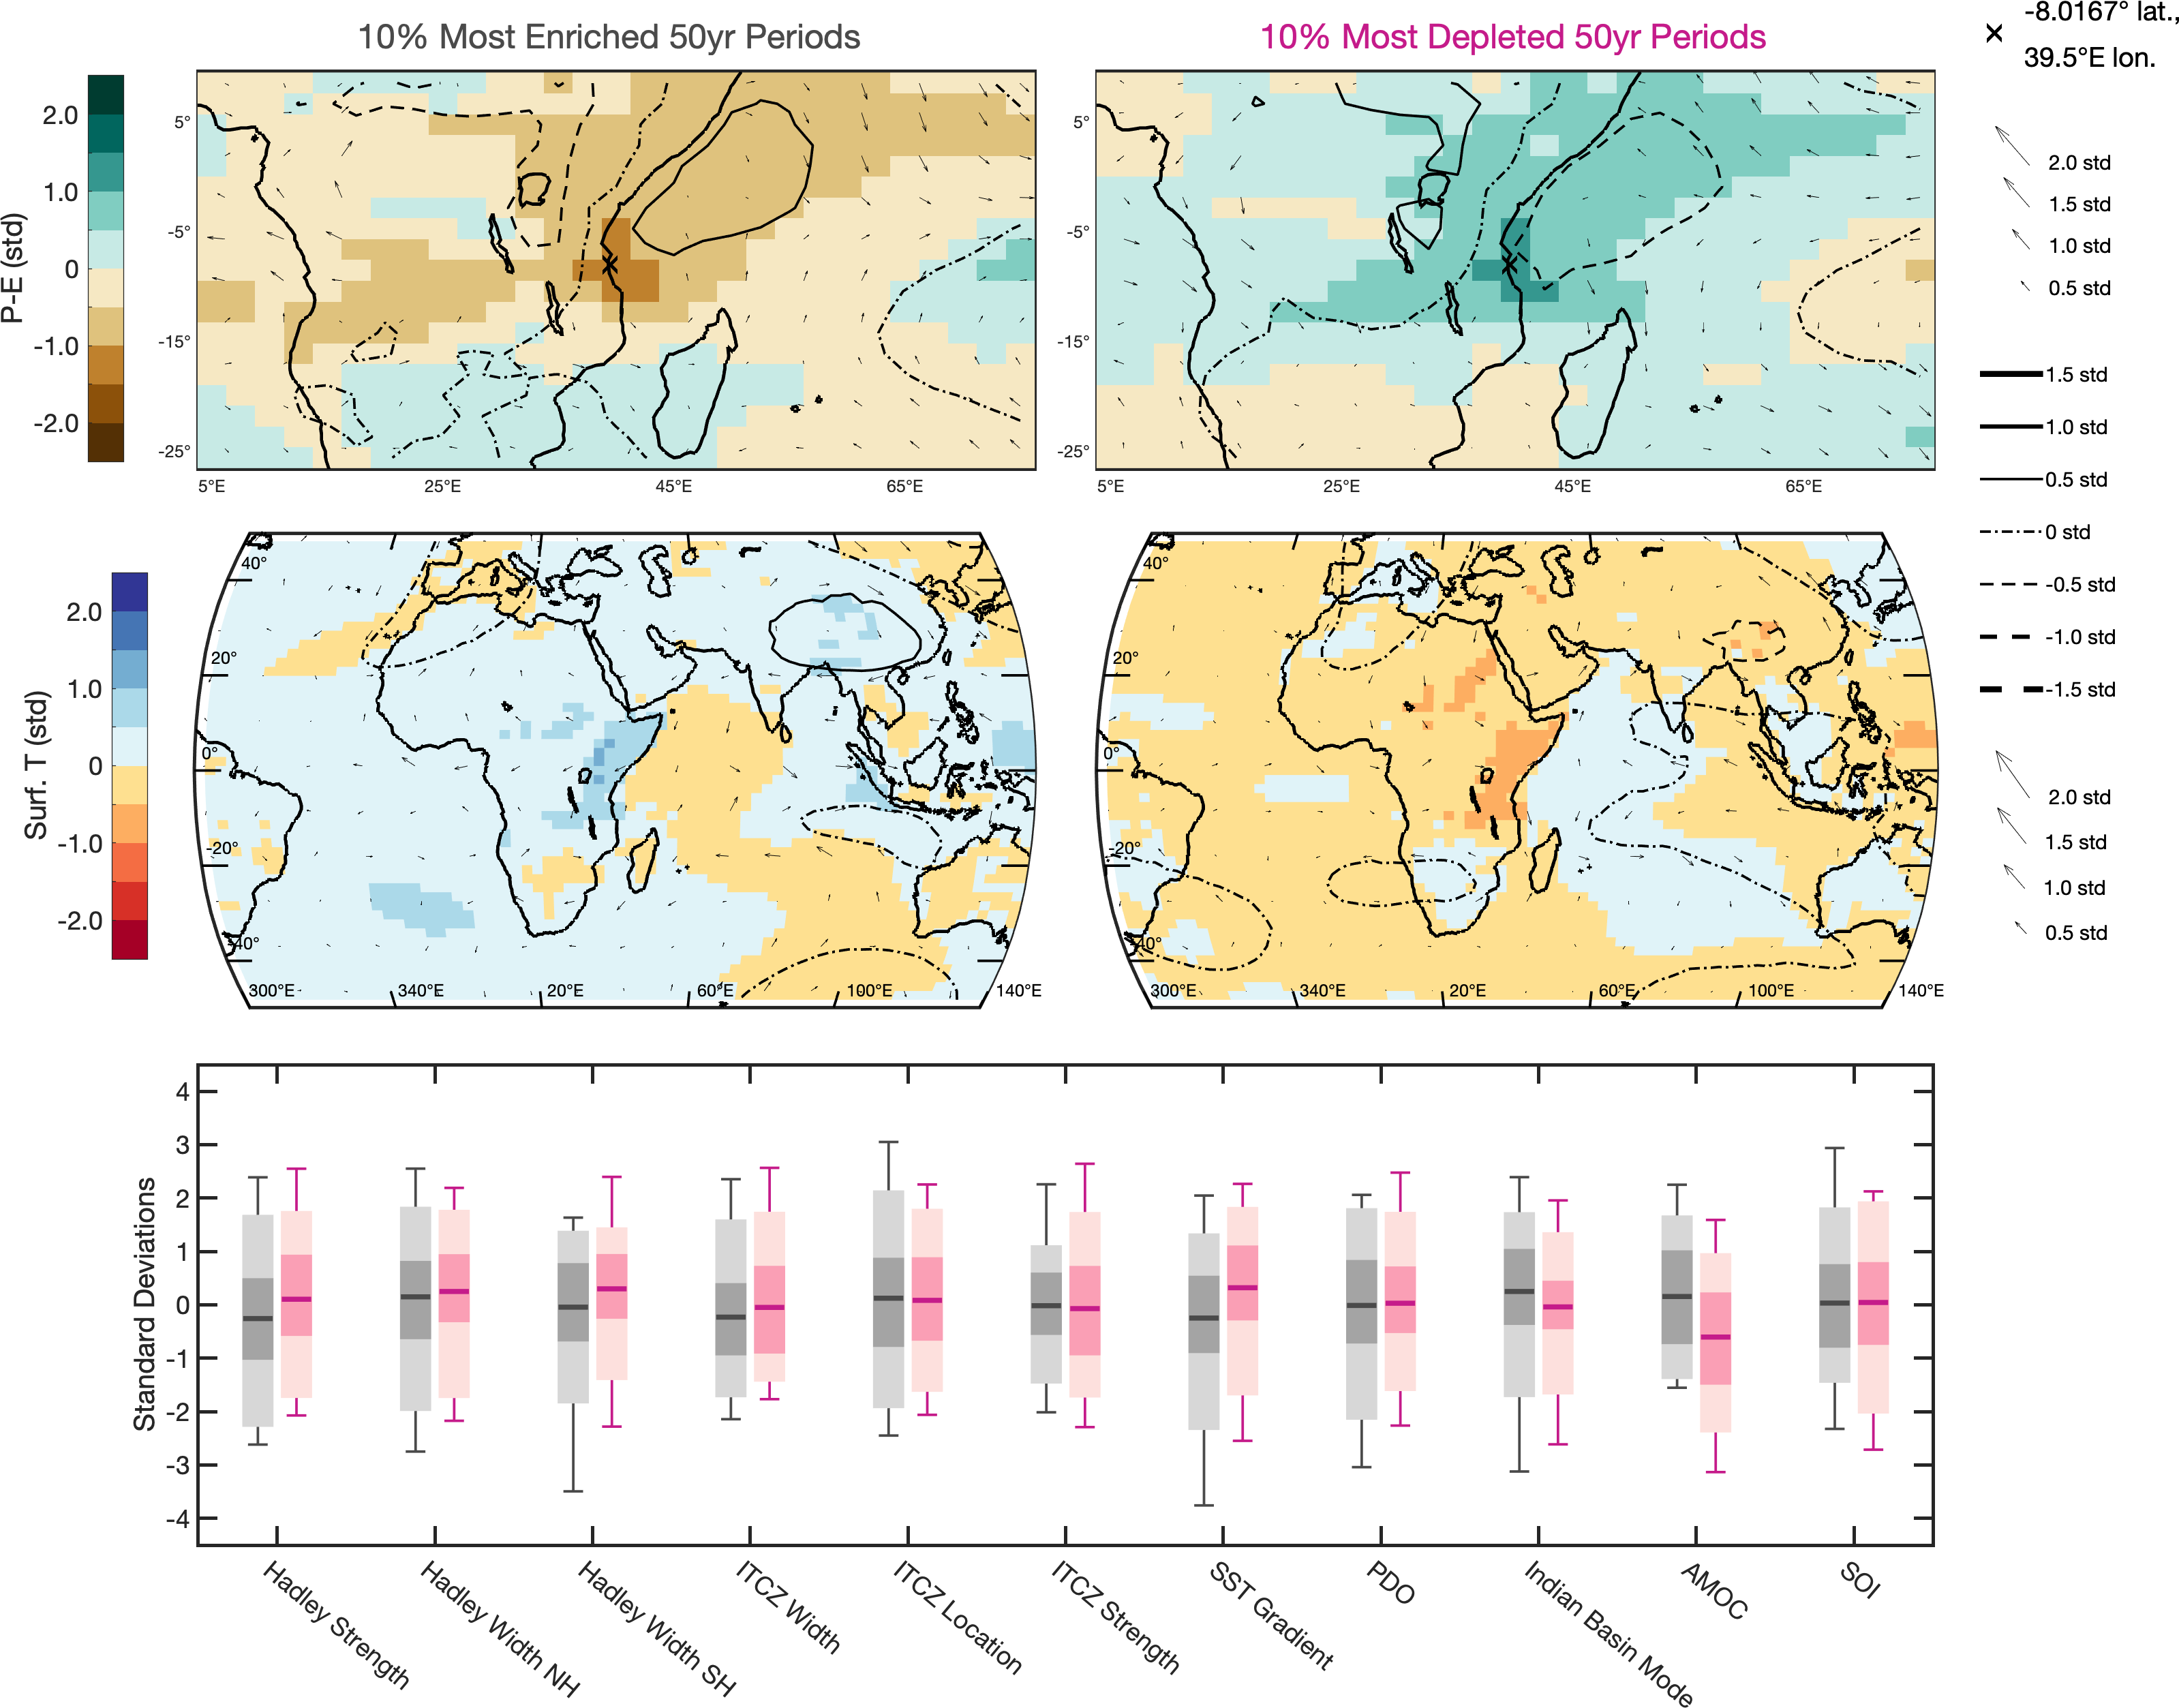 10% Most Enriched 50yr Periods
10% Most Depleted 50yr Periods
-8.0167° lat.,
39.5°E lon.
P-E (std)
2.0
1.0
0
-1.0
-2.0
5°
-5°
-15°
-25°
5°E
25°E
45°E
65°E
5°
-5°
-15°
-25°
5°E
25°E
45°E
65°E
2.0 std
1.5 std
1.0 std
0.5 std
1.5 std
1.0 std
0.5 std
0 std
-0.5 std
-1.0 std
-1.5 std
Surf. T (std)
2.0
1.0
0
-1.0
-2.0
40°
20°
0°
-20°
-40°
300°E
340°E
20°E
60°E
100°E
140°E
40°
20°
0°
-20°
-40°
300°E
340°E
20°E
60°E
100°E
140°E
2.0 std
1.5 std
1.0 std
0.5 std
Standard Deviations
4
3
2
1
0
-1
-2
-3
-4
Hadley Strength
Hadley Width NH
Hadley Width SH
ITCZ Width
ITCZ Location
ITCZ Strength
SST Gradient
PDO
Indian Basin Mode
AMOC
SOI